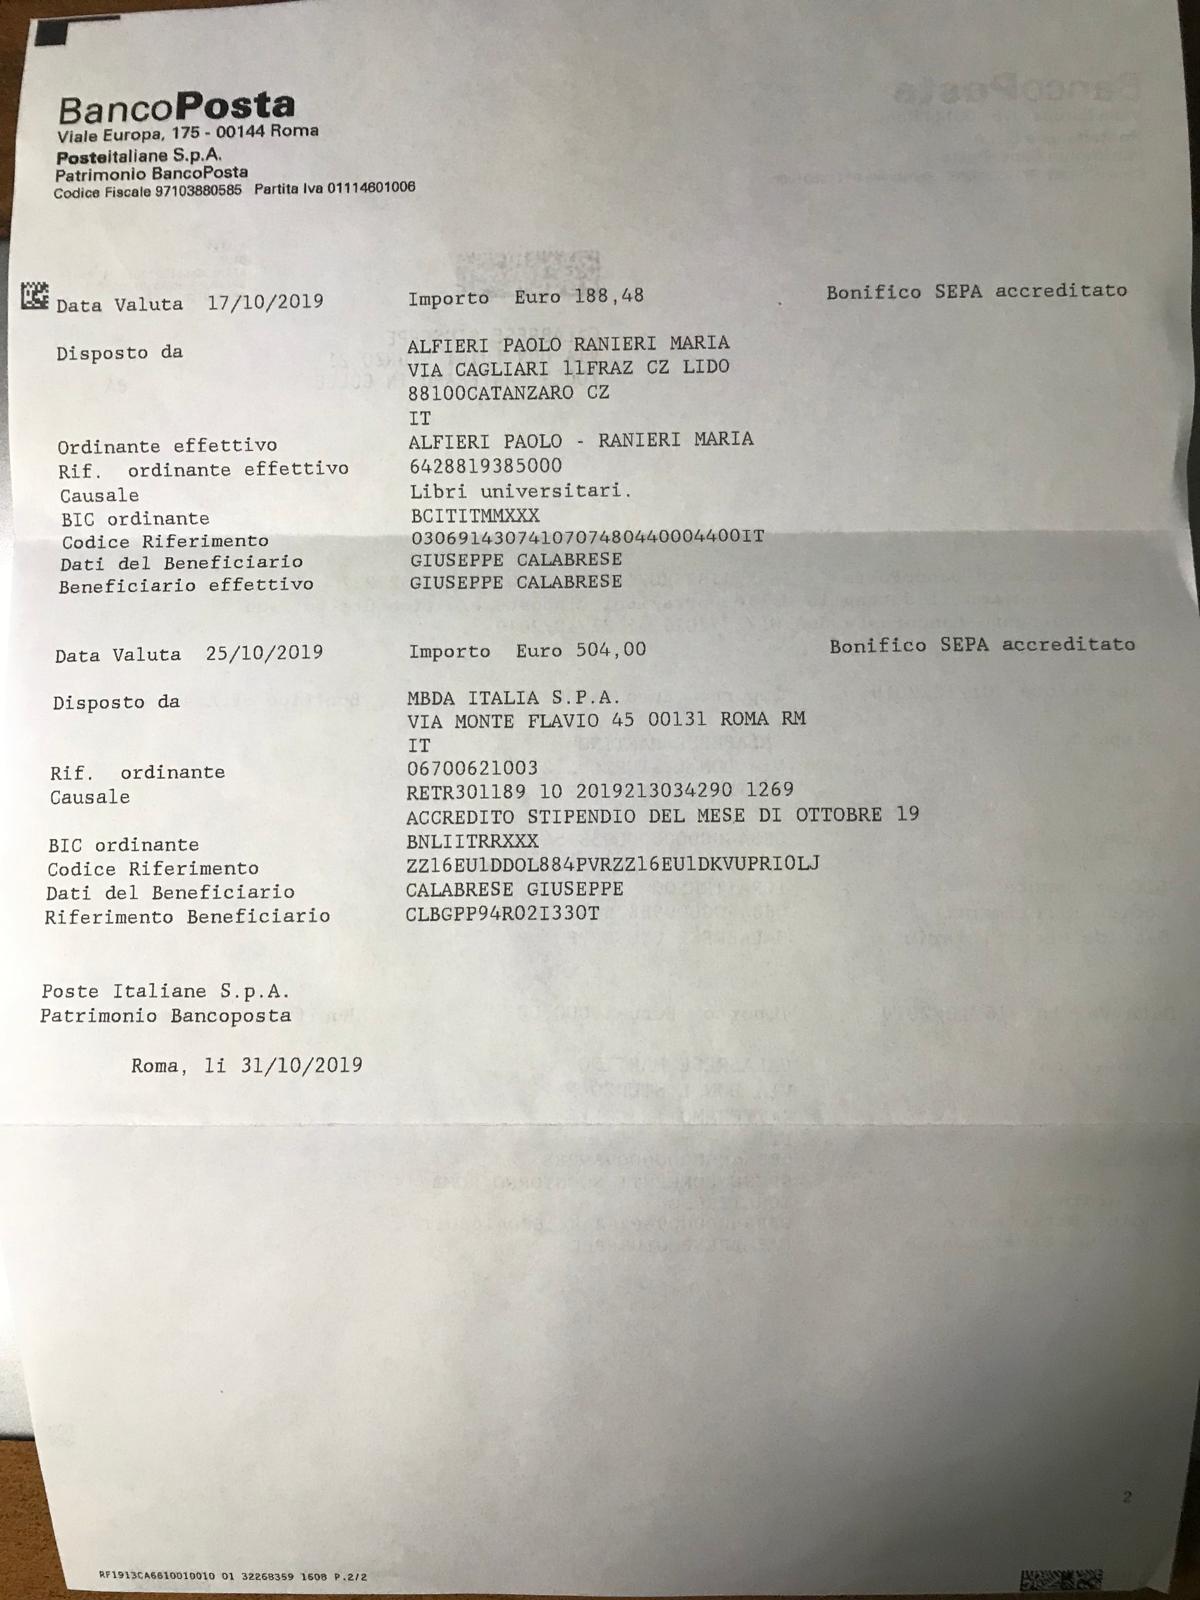 BancoPosta
Viale Europa, 175 - 00144 Roma
Posteitaliane S.p.A.
Patrimonio BancoPosta
Codice Fiscale 97103880585 Partita Iva 01114601006
Data Valuta 17/10/2019 Importo Euro 188,48 Bonifico SEPA accreditato
Disposto da ALFIERI PAOLO RANIERI MARIA
VIA CAGLIARI 11FRAZ CZ LIDO
88100CATANZARO CZ
IT
Ordinante effettivo ALFIERI PAOLO - RANIERI MARIA
Rif. ordinante effettivo 6428819385000
Causale Libri universitari.
BIC ordinante BCITITMMXXX
Codice Riferimento 0306914307410707480440004400IT
Dati del Beneficiario GIUSEPPE CALABRESE
Beneficiario effettivo GIUSEPPE CALABRESE
Data Valuta 25/10/2019 Importo Euro 504,00 Bonifico SEPA accreditato
Disposto da MBDA ITALIA S.P.A.
VIA MONTE FLAVIO 45 00131 ROMA RM
IT
Rif. ordinante 06700621003
Causale RETR301189 10 2019213034290 1269
ACCREDITO STIPENDIO DEL MESE DI OTTOBRE 19
BIC ordinante BNLIITRRXXX
Codice Riferimento ZZ16EU1DDOL884PVRZZ16EU1DKVUPRIOLJ
Dati del Beneficiario CALABRESE GIUSEPPE
Riferimento Beneficiario CLBGPP94R02I330T
Poste Italiane S.p.A.
Patrimonio Bancoposta
Roma, li 31/10/2019
2
RF1913CA6610010010 01 32268359 1608 P.2/2